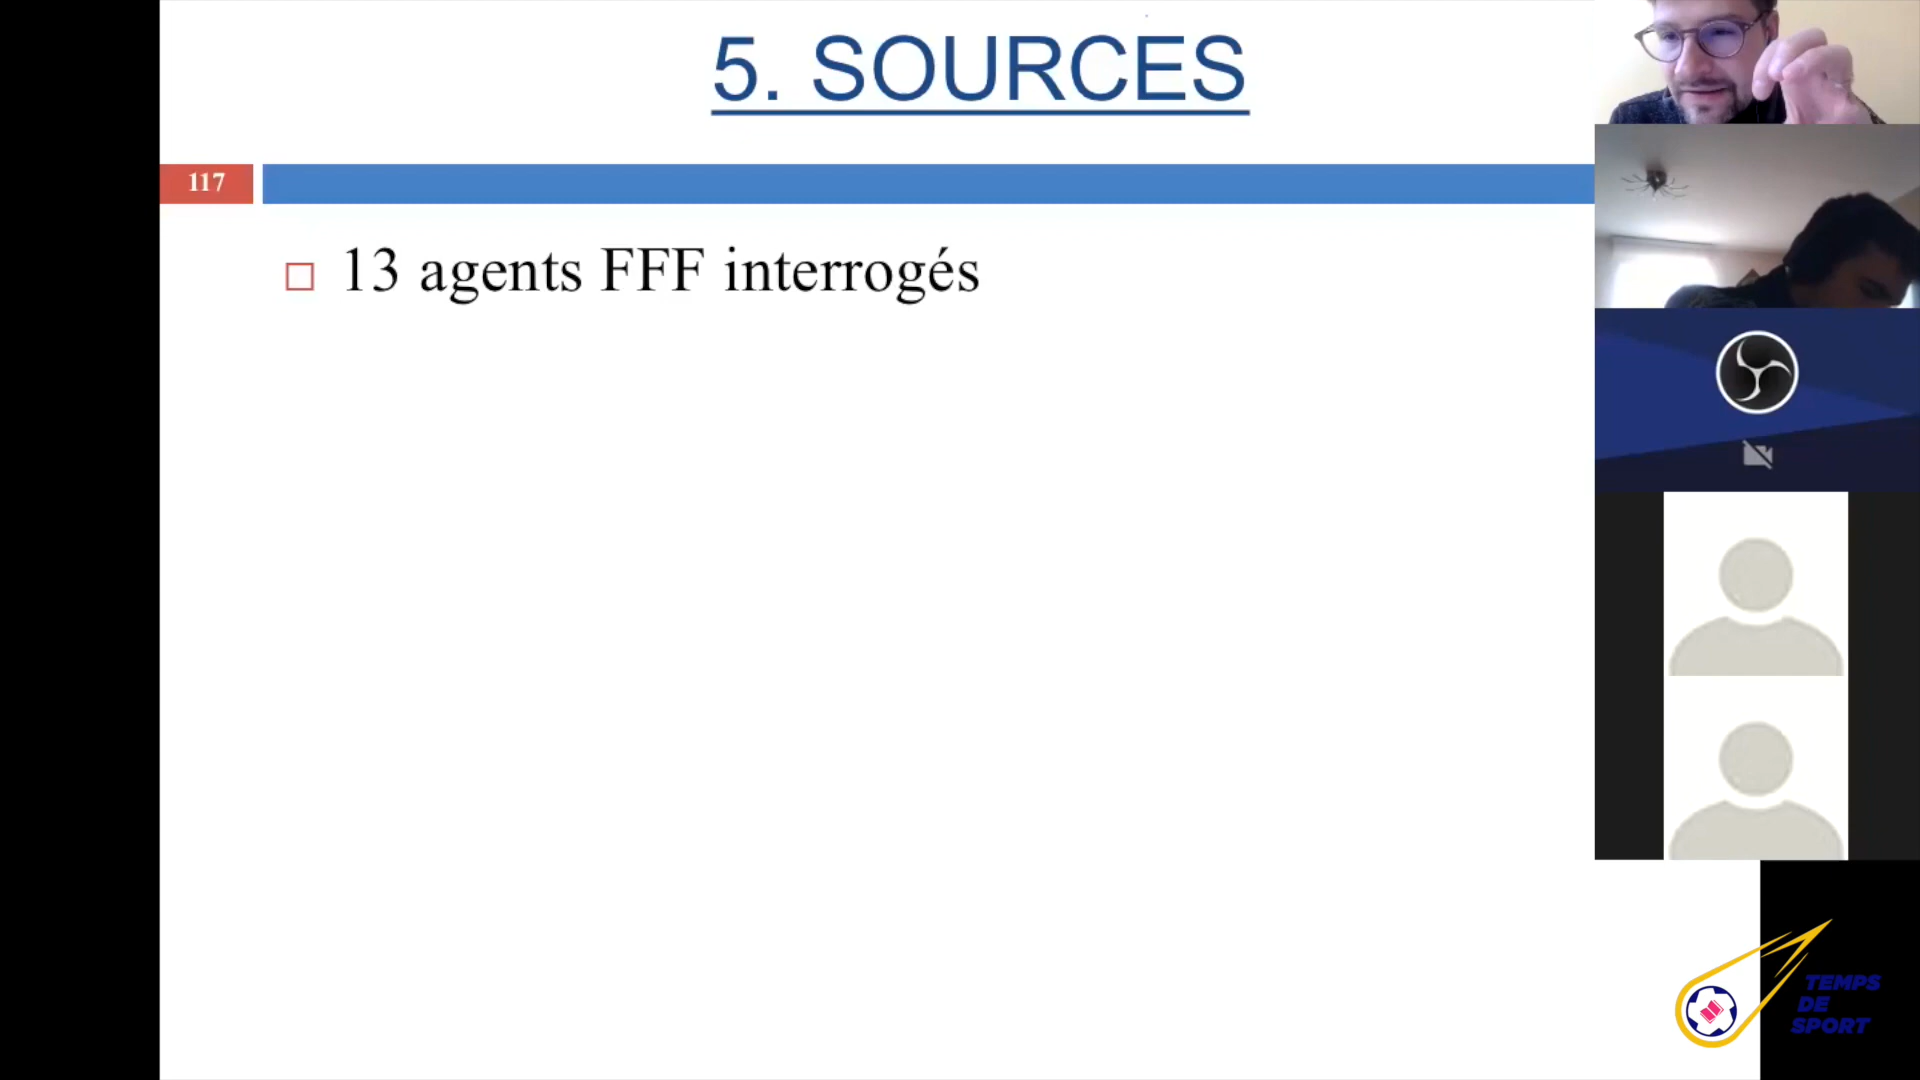 5. SOURCES
117
13 agents FFF interrogés
TEMPS
DE
SPORT